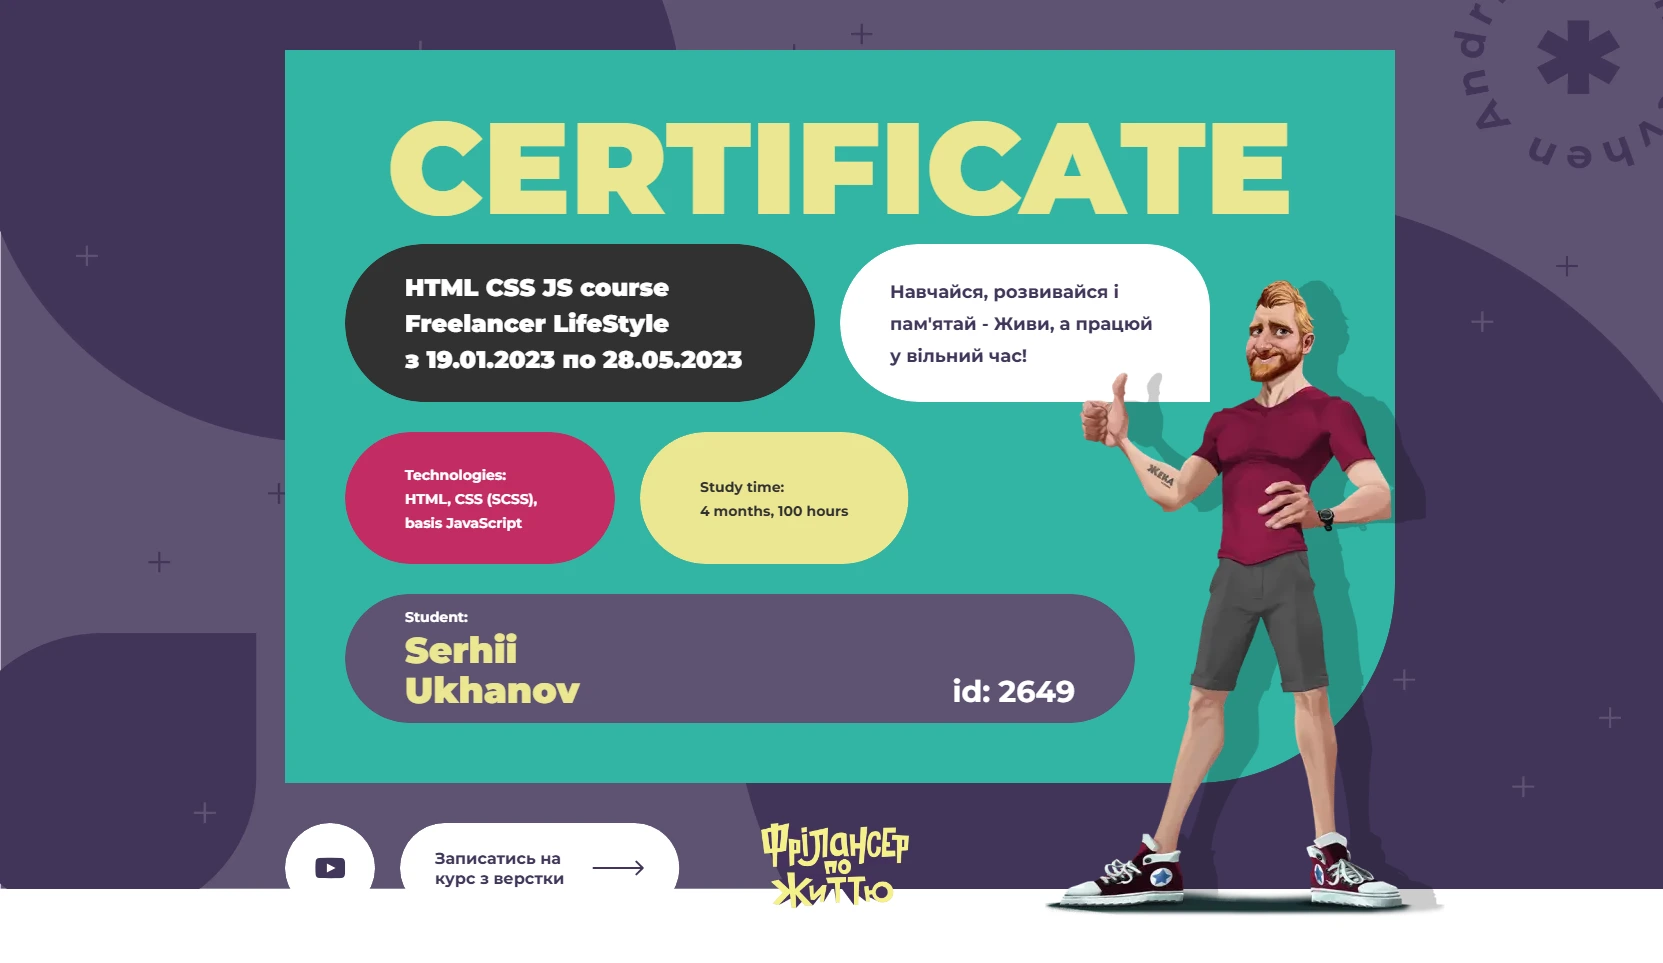 CERTIFICATE
HTML CSS JS course
Freelancer LifeStyle
з 19.01.2023 по 28.05.2023
Навчайся, розвивайся і
пам'ятай - Живи, а працюй
у вільний час!
ЖЕКА
Technologies:
HTML, CSS (SCSS),
basis JavaScript
Study time:
4 months, 100 hours
Student:
Serhii
Ukhanov
id: 2649
Записатись на
курс з верстки
Фрілансер
по
життю